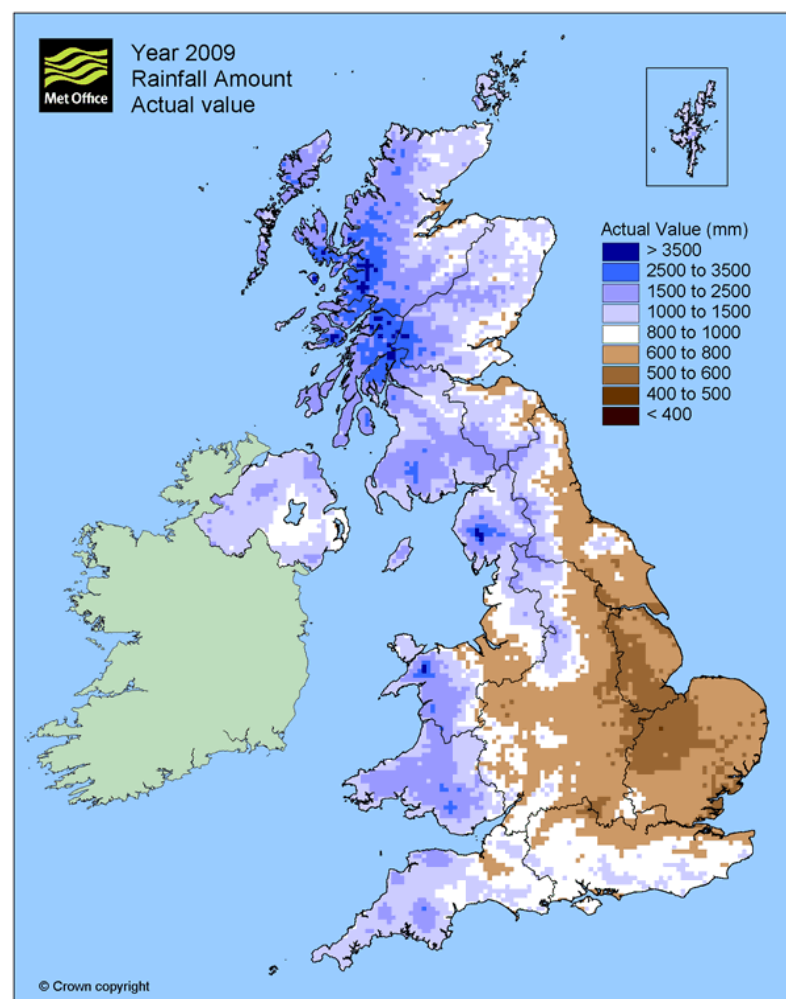 Met Office
Year 2009
Rainfall Amount
Actual value
Actual Value (mm)
> 3500
2500 to 3500
1500 to 2500
1000 to 1500
800 to 1000
600 to 800
500 to 600
400 to 500
< 400
© Crown copyright